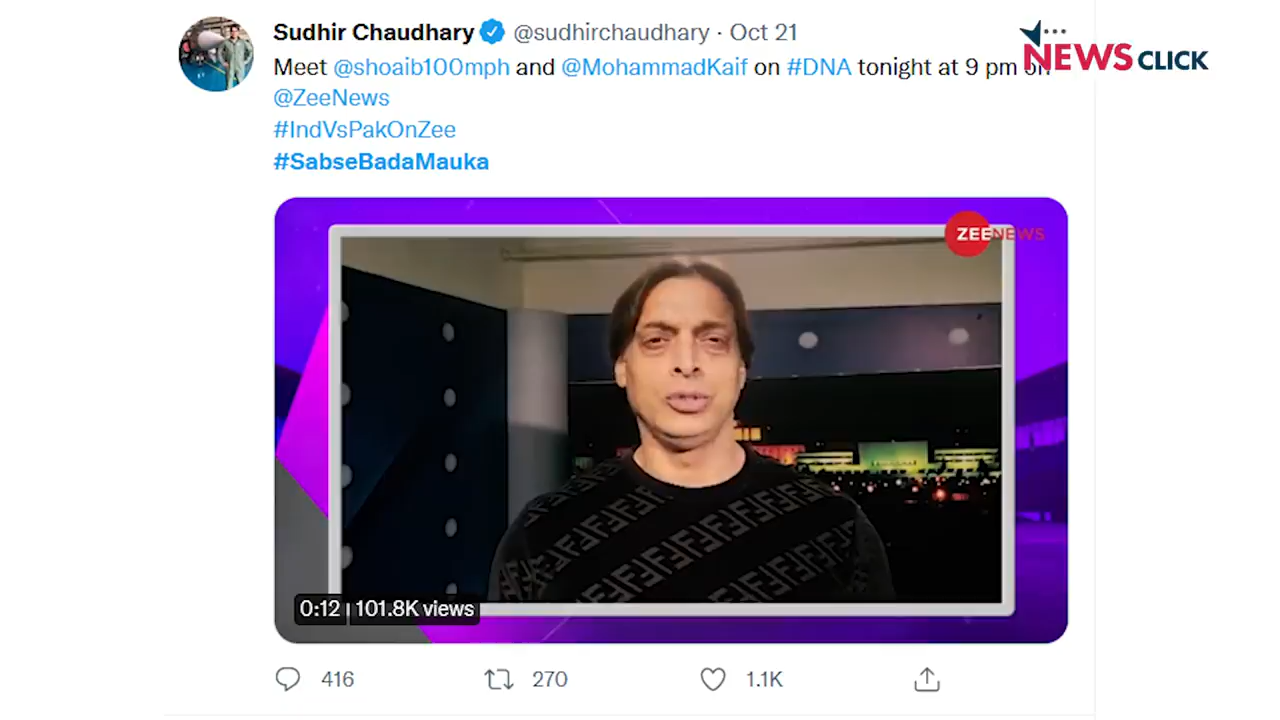 Sudhir Chaudhary @sudhirchaudhary · Oct 21
NEWS CLICK
Meet @shoaib100mph and @MohammadKaif on #DNA tonight at 9 pm on
@ZeeNews
#IndVsPakOnZee
#SabseBadaMauka
ZEE NEWS
0:12 | 101.8K views
416 270 1.1K